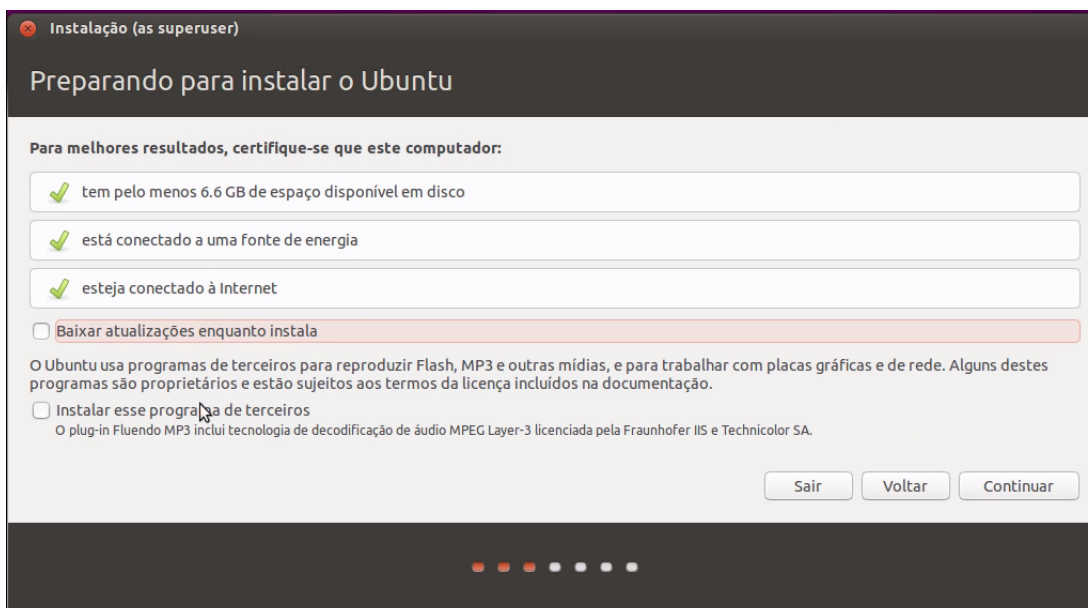 Instalação (as superuser)
Preparando para instalar o Ubuntu
Para melhores resultados, certifique-se que este computador:
tem pelo menos 6.6 GB de espaço disponível em disco
está conectado a uma fonte de energia
esteja conectado à Internet
Baixar atualizações enquanto instala
O Ubuntu usa programas de terceiros para reproduzir Flash, MP3 e outras mídias, e para trabalhar com placas gráficas e de rede. Alguns destes
programas são proprietários e estão sujeitos aos termos da licença incluídos na documentação.
Instalar esse programa de terceiros
O plug-in Fluendo MP3 inclui tecnologia de decodificação de áudio MPEG Layer-3 licenciada pela Fraunhofer IIS e Technicolor SA.
Sair Voltar Continuar